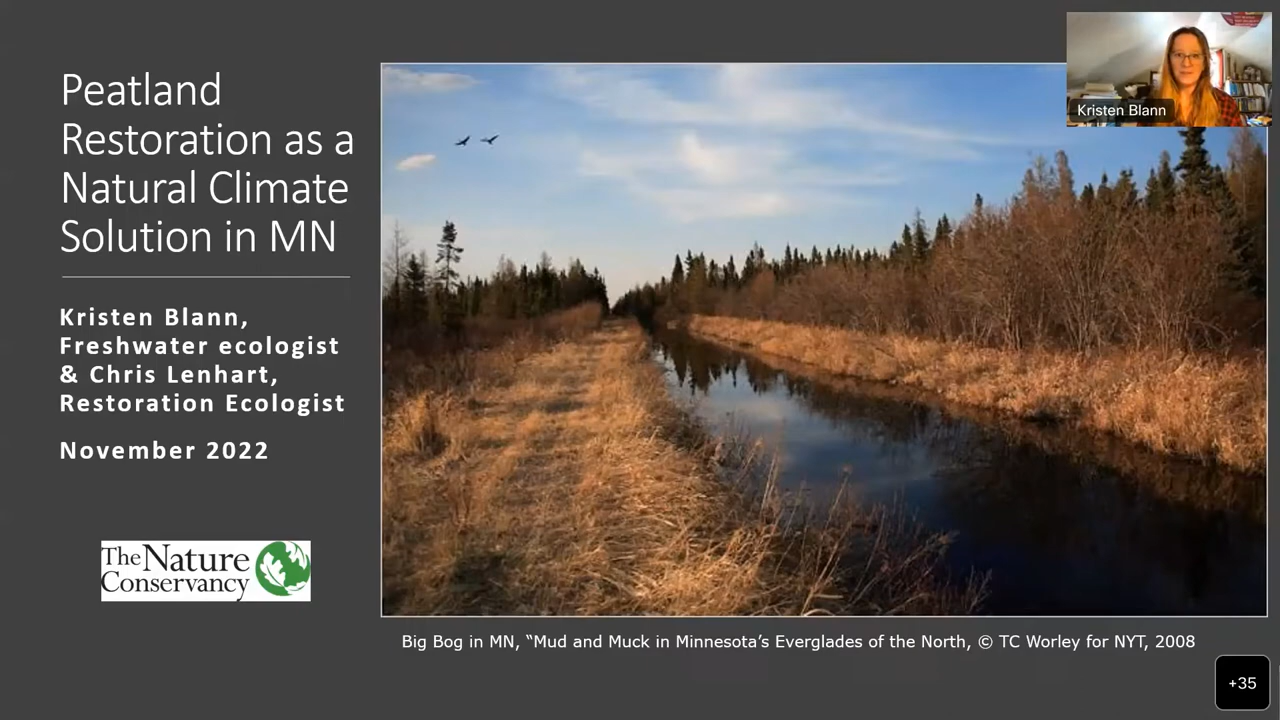 Peatland
Restoration as a
Natural Climate
Solution in MN
Kristen Blann,
Freshwater ecologist
& Chris Lenhart,
Restoration Ecologist
November 2022
The Nature
Conservancy
Kristen Blann
Big Bog in MN, “Mud and Muck in Minnesota’s Everglades of the North, © TC Worley for NYT, 2008
+35